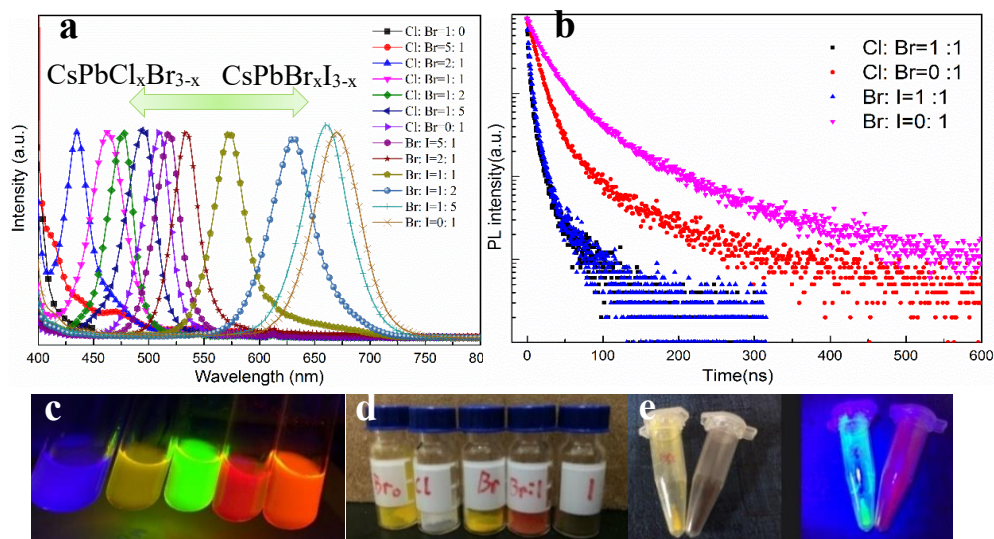 a
CsPbClxBr3-x
CsPbBrxI3-x
Cl: Br=1: 0
Cl: Br=5: 1
Cl: Br=2: 1
Cl: Br=1: 1
Cl: Br=1: 2
Cl: Br=1: 5
Cl: Br=0: 1
Br: I=5: 1
Br: I=2: 1
Br: I=1: 1
Br: I=1: 2
Br: I=1: 5
Br: I=0: 1
Intensity (a.u.)
400 450 500 550 600 650 700 750 80
Wavelength (nm)
b
Cl: Br=1 :1
Cl: Br=0 :1
Br: I=1 :1
Br: I=0: 1
PL intensity(a.u.)
0 100 200 300 400 500 600
Time(ns)
c
d
Cl
Br
Br:I
I
e